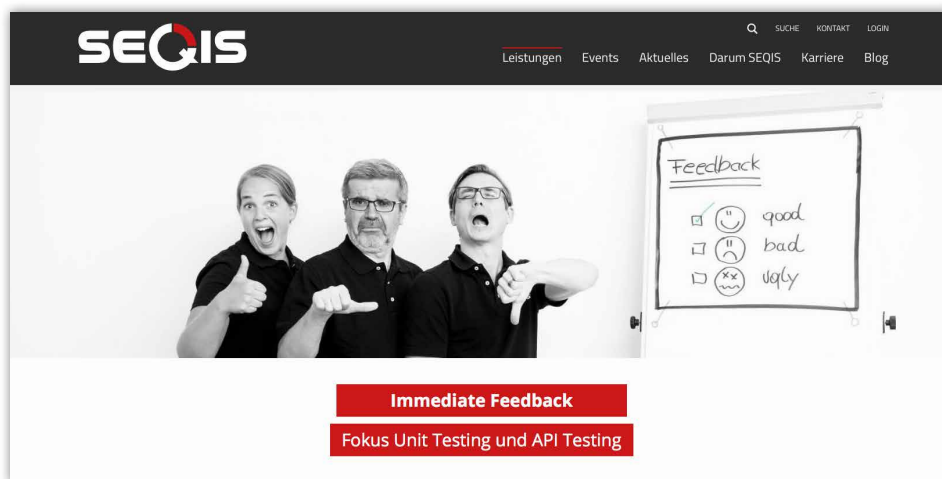 SEQIS
SUCHE KONTAKT LOGIN
Leistungen Events Aktuelles Darum SEQIS Karriere Blog
Feedback
good
bad
ugly
Immediate Feedback
Fokus Unit Testing und API Testing